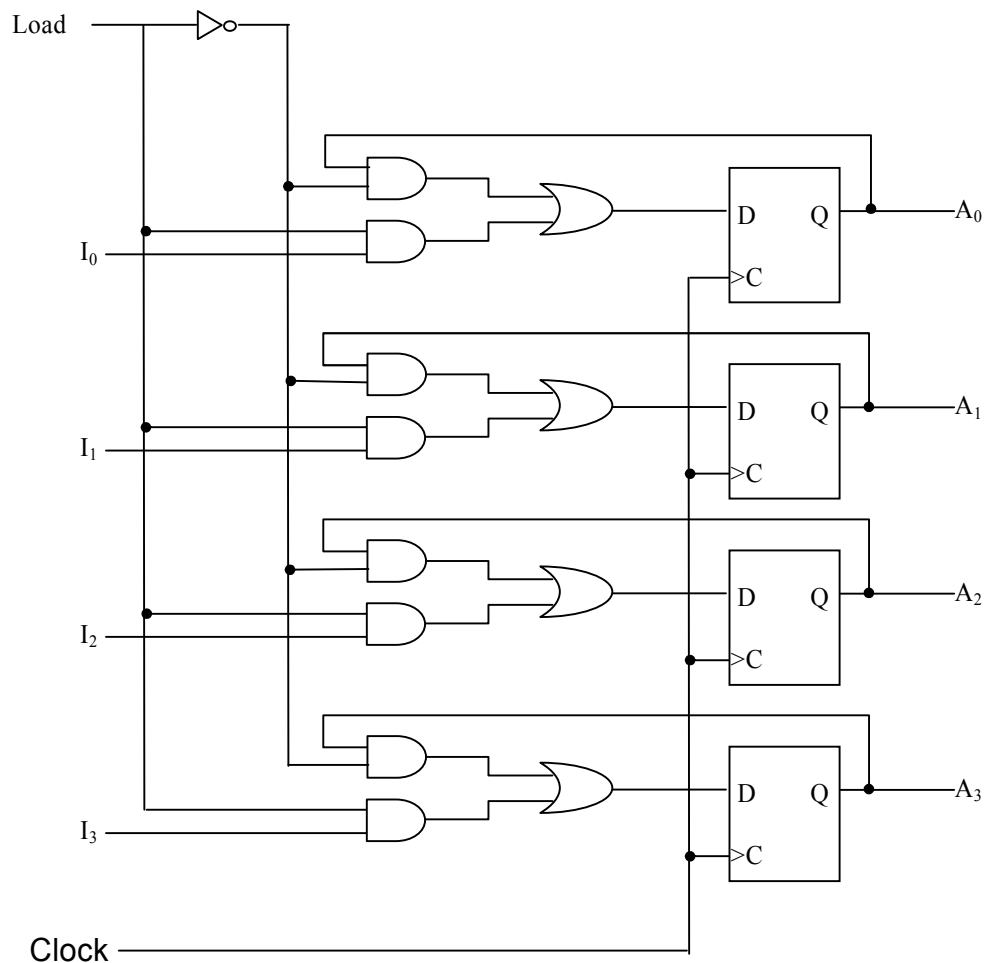 Load
D Q A₀
I₀
>C
D Q A₁
I₁
>C
D Q A₂
I₂
>C
D Q A₃
I₃
>C
Clock